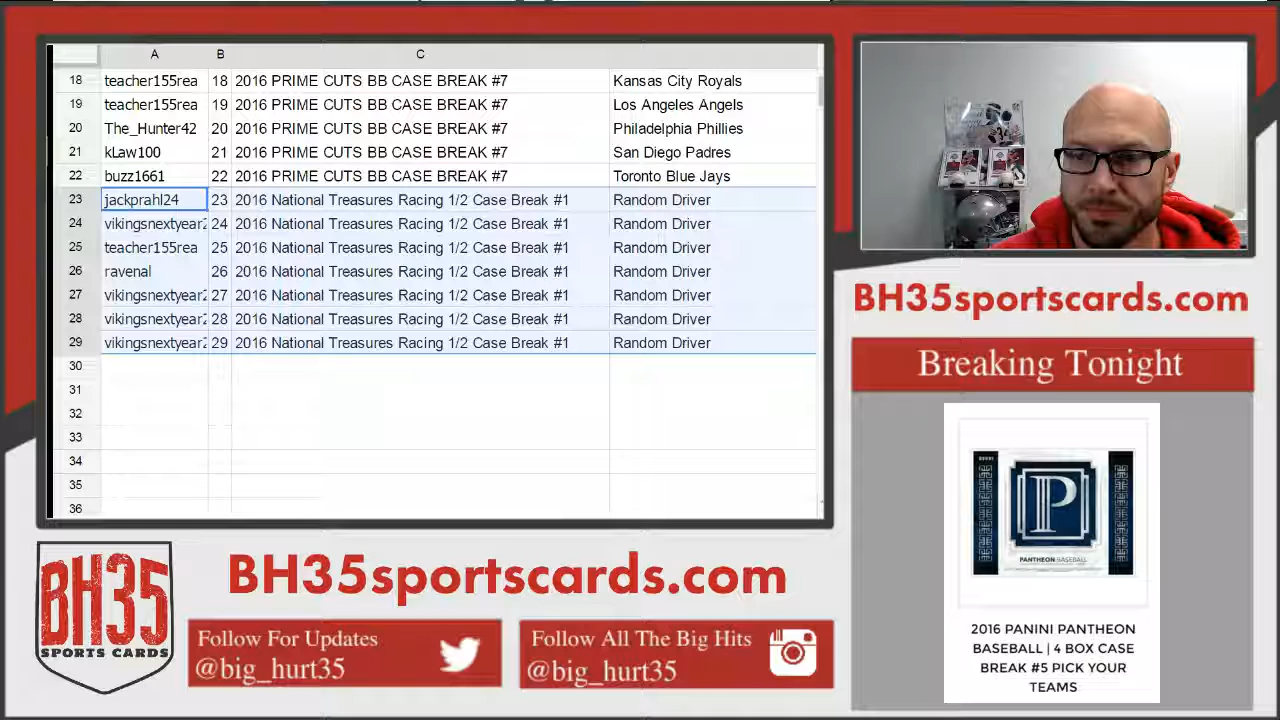 A B C
18 teacher155rea 18 2016 PRIME CUTS BB CASE BREAK #7 Kansas City Royals
19 teacher155rea 19 2016 PRIME CUTS BB CASE BREAK #7 Los Angeles Angels
20 The_Hunter42 20 2016 PRIME CUTS BB CASE BREAK #7 Philadelphia Phillies
21 kLaw100 21 2016 PRIME CUTS BB CASE BREAK #7 San Diego Padres
22 buzz1661 22 2016 PRIME CUTS BB CASE BREAK #7 Toronto Blue Jays
23 jackprahl24 23 2016 National Treasures Racing 1/2 Case Break #1 Random Driver
24 vikingsnextyear2 24 2016 National Treasures Racing 1/2 Case Break #1 Random Driver
25 teacher155rea 25 2016 National Treasures Racing 1/2 Case Break #1 Random Driver
26 ravenal 26 2016 National Treasures Racing 1/2 Case Break #1 Random Driver
27 vikingsnextyear2 27 2016 National Treasures Racing 1/2 Case Break #1 Random Driver
28 vikingsnextyear2 28 2016 National Treasures Racing 1/2 Case Break #1 Random Driver
29 vikingsnextyear2 29 2016 National Treasures Racing 1/2 Case Break #1 Random Driver
30
31
32
33
34
35
36
BH35sportscards.com
Breaking Tonight
P
PANTHEON BASEBALL
2016 PANINI PANTHEON
BASEBALL | 4 BOX CASE
BREAK #5 PICK YOUR
TEAMS
BH35
SPORTS CARDS
BH35sportscards.com
Follow For Updates
@big_hurt35
Follow All The Big Hits
@big_hurt35